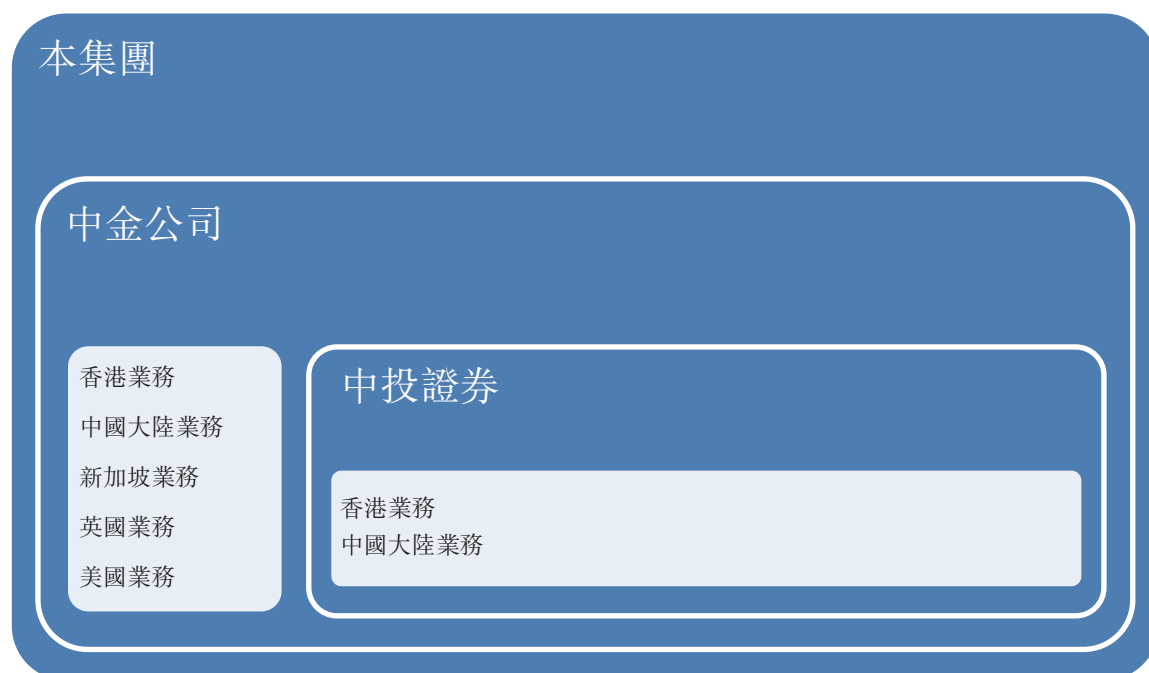 本集團
中金公司
香港業務
中國大陸業務
新加坡業務
英國業務
美國業務
中投證券
香港業務
中國大陸業務